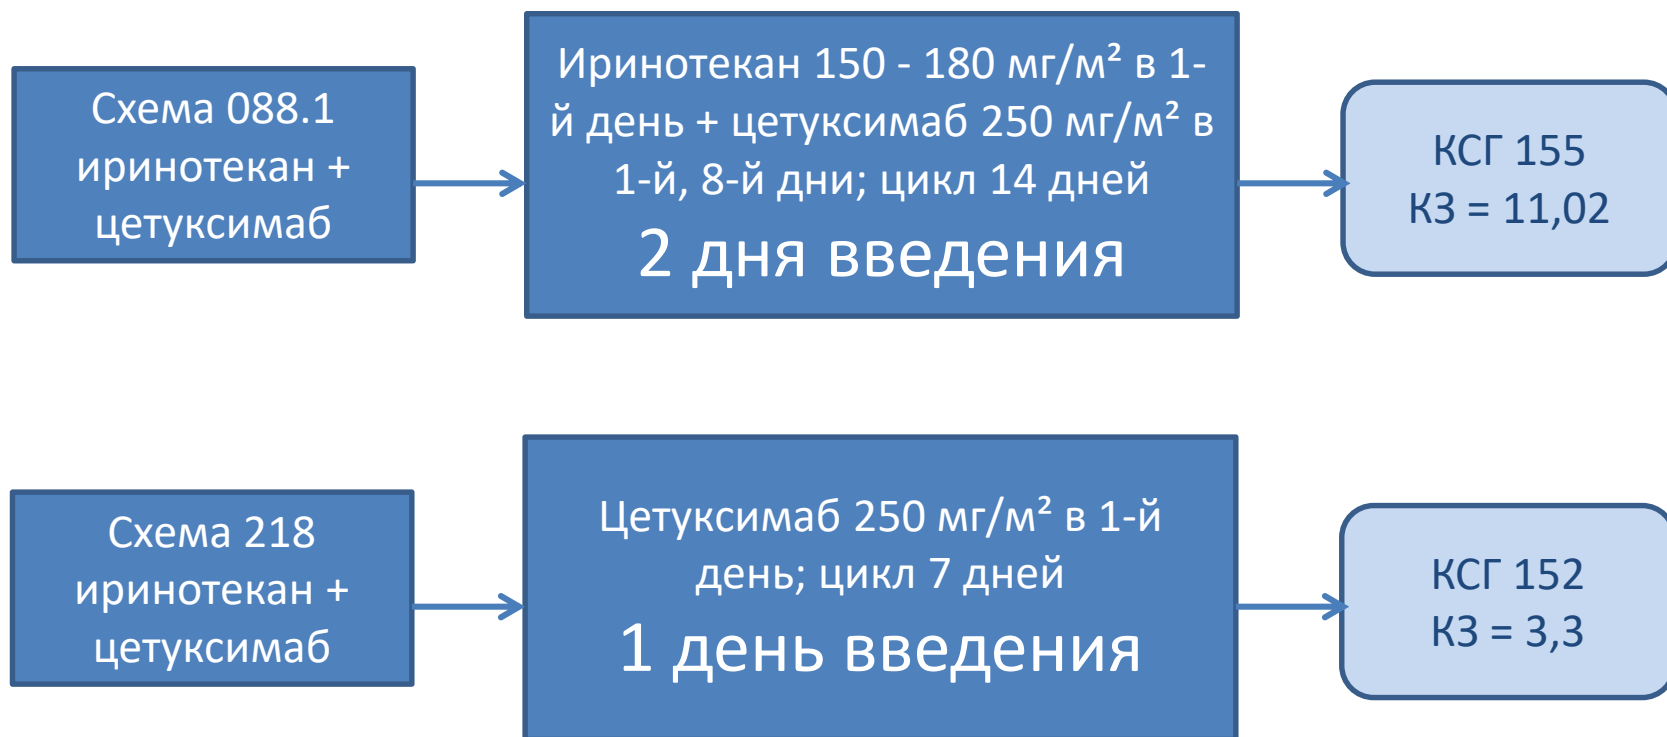 Схема 088.1
иринотекан +
цетуксимаб
Иринотекан 150 - 180 мг/м² в 1-
й день + цетуксимаб 250 мг/м² в
1-й, 8-й дни; цикл 14 дней
2 дня введения
КСГ 155
КЗ = 11,02
Схема 218
иринотекан +
цетуксимаб
Цетуксимаб 250 мг/м² в 1-й
день; цикл 7 дней
1 день введения
КСГ 152
КЗ = 3,3